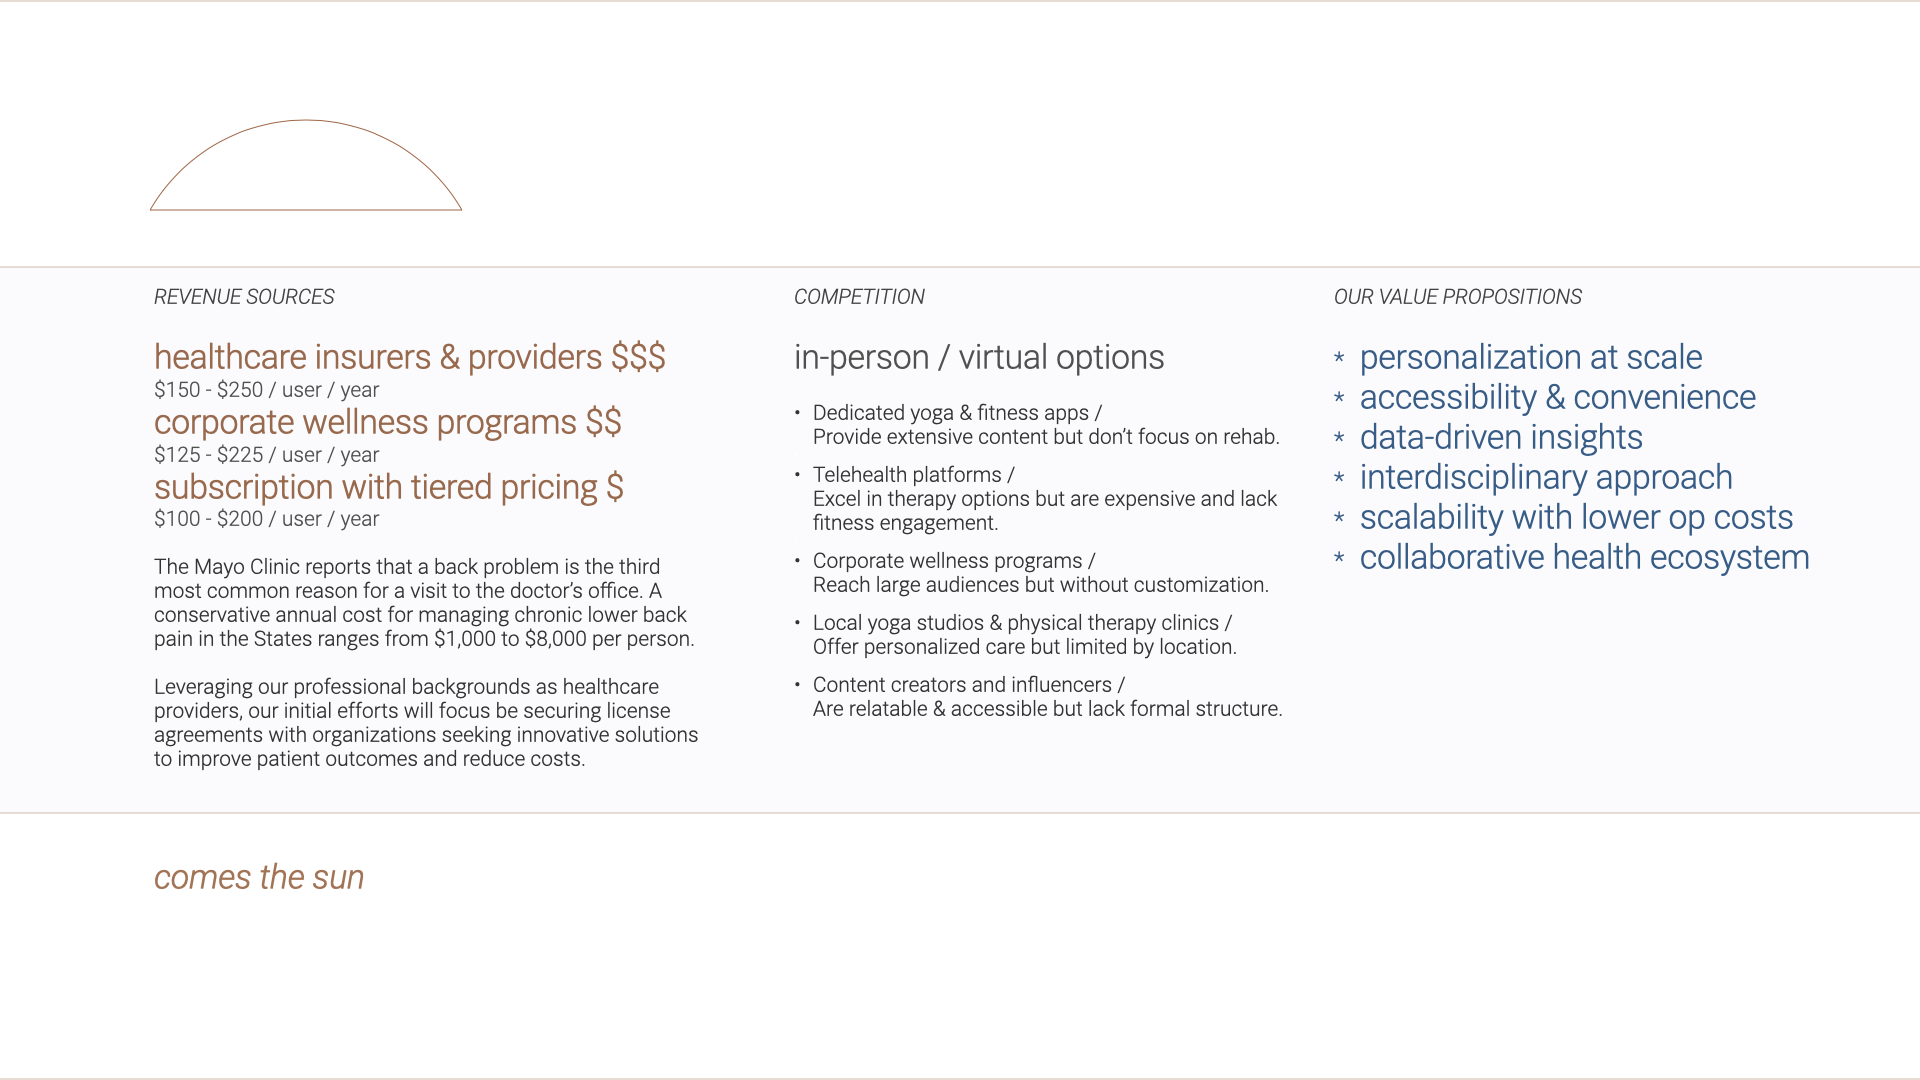 REVENUE SOURCES
healthcare insurers & providers $$$
$150 - $250 / user / year
corporate wellness programs $$
$125 - $225 / user / year
subscription with tiered pricing $
$100 - $200 / user / year
The Mayo Clinic reports that a back problem is the third
most common reason for a visit to the doctor’s office. A
conservative annual cost for managing chronic lower back
pain in the States ranges from $1,000 to $8,000 per person.
Leveraging our professional backgrounds as healthcare
providers, our initial efforts will focus be securing license
agreements with organizations seeking innovative solutions
to improve patient outcomes and reduce costs.
COMPETITION
in-person / virtual options
• Dedicated yoga & fitness apps /
Provide extensive content but don’t focus on rehab.
• Telehealth platforms /
Excel in therapy options but are expensive and lack
fitness engagement.
• Corporate wellness programs /
Reach large audiences but without customization.
• Local yoga studios & physical therapy clinics /
Offer personalized care but limited by location.
• Content creators and influencers /
Are relatable & accessible but lack formal structure.
OUR VALUE PROPOSITIONS
* personalization at scale
* accessibility & convenience
* data-driven insights
* interdisciplinary approach
* scalability with lower op costs
* collaborative health ecosystem
comes the sun